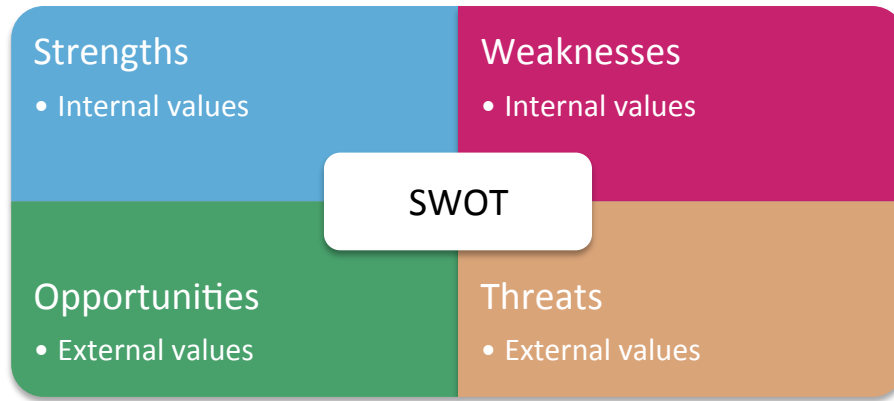 Strengths
• Internal values
Weaknesses
• Internal values
SWOT
Opportunities
• External values
Threats
• External values